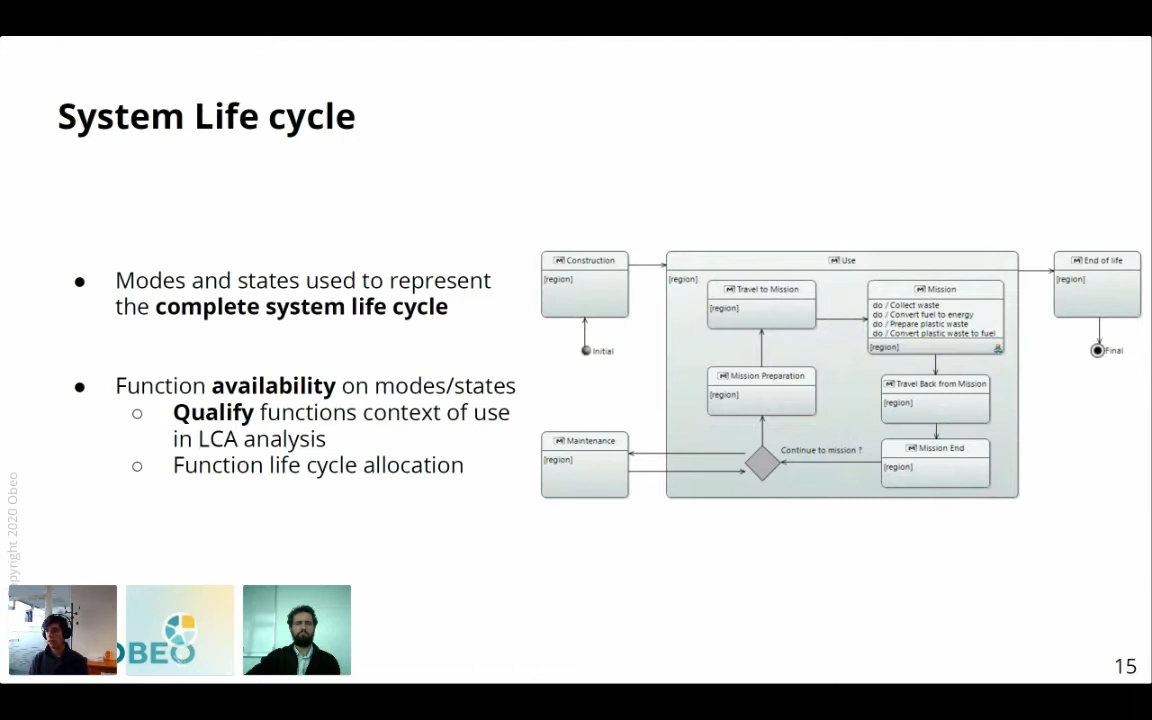 System Life cycle
● Modes and states used to represent
the complete system life cycle
● Function availability on modes/states
○ Qualify functions context of use
in LCA analysis
○ Function life cycle allocation
Construction
[region]
Initial
Use
[region]
Travel to Mission
[region]
Mission
do / Collect waste
do / Convert fuel to energy
do / Prepare plastic waste
do / Convert plastic waste to fuel
[region]
Mission Preparation
[region]
Travel Back from Mission
[region]
Mission End
[region]
Continue to mission ?
Maintenance
[region]
End of life
[region]
Final
opyright 2020 Obeo
OBEO
15